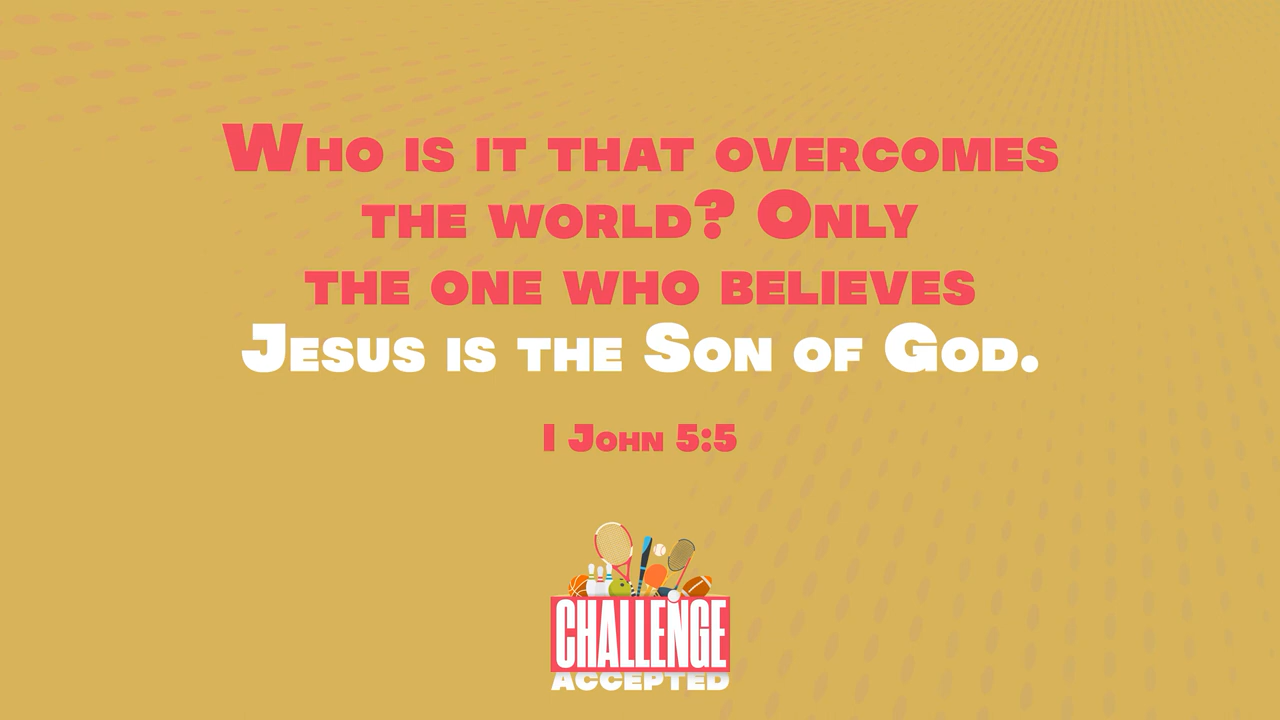 Who is it that overcomes
the world? Only
the one who believes
Jesus is the Son of God.
I John 5:5
CHALLENGE
ACCEPTED